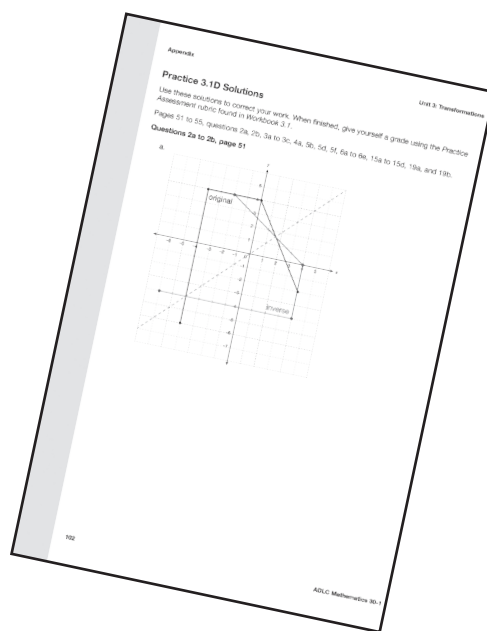 Appendix
Unit 3: Transformations
Practice 3.1D Solutions
Use these solutions to correct your work. When finished, give yourself a grade using the Practice
Assessment rubric found in Workbook 3.1.
Pages 51 to 55, questions 2a, 2b, 3a to 3c, 4a, 5b, 5d, 5f, 6a to 6e, 15a to 15d, 19a, and 19b.
Questions 2a to 2b, page 51
a.
original
inverse
102
ADLC Mathematics 30-1